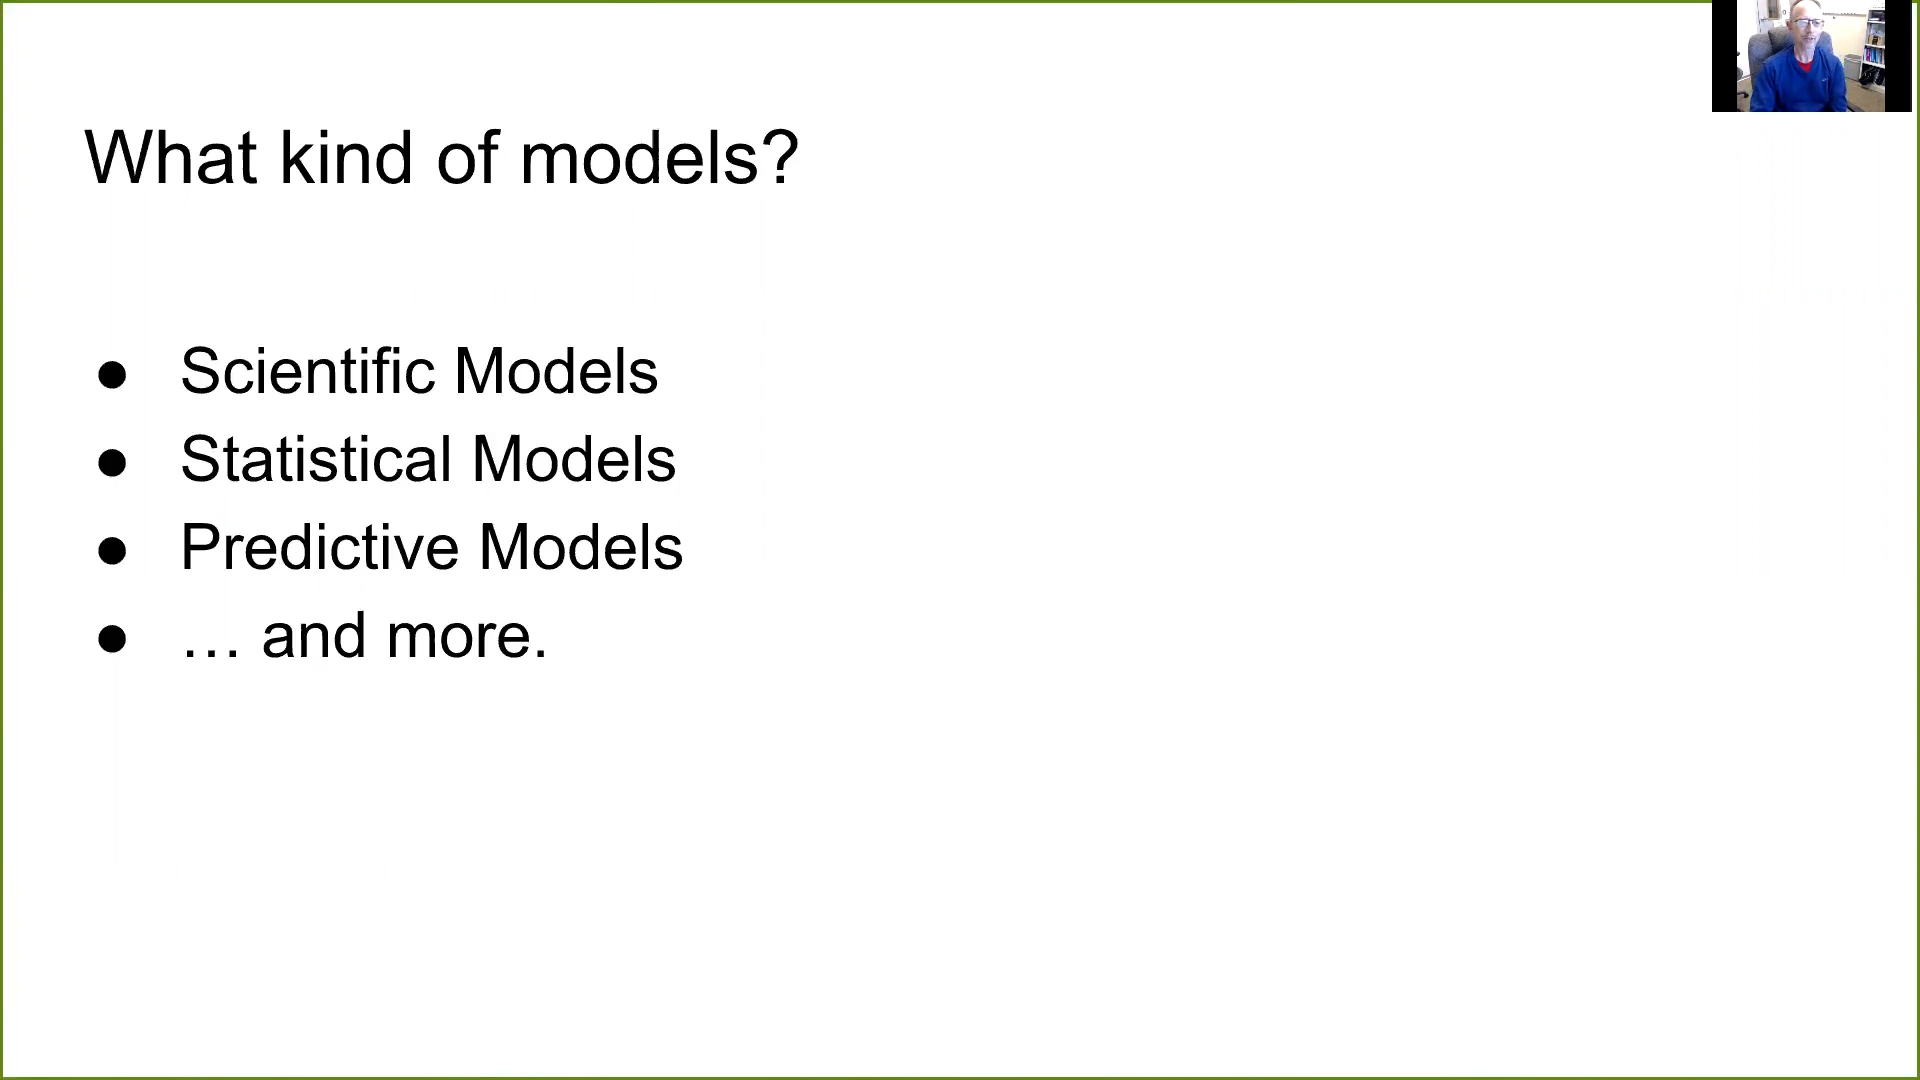 What kind of models?
● Scientific Models
● Statistical Models
● Predictive Models
● … and more.